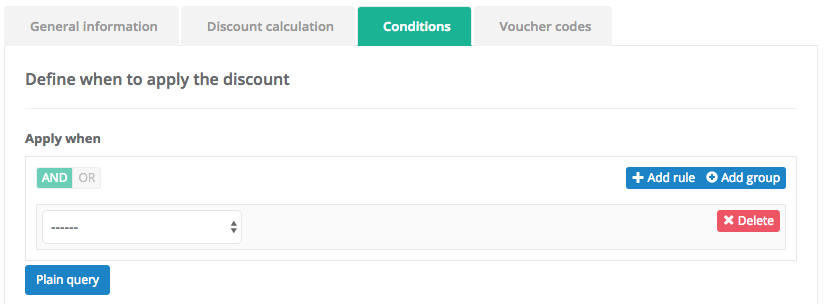 General information Discount calculation Conditions Voucher codes
Define when to apply the discount
Apply when
AND OR Add rule Add group
------ Delete
Plain query